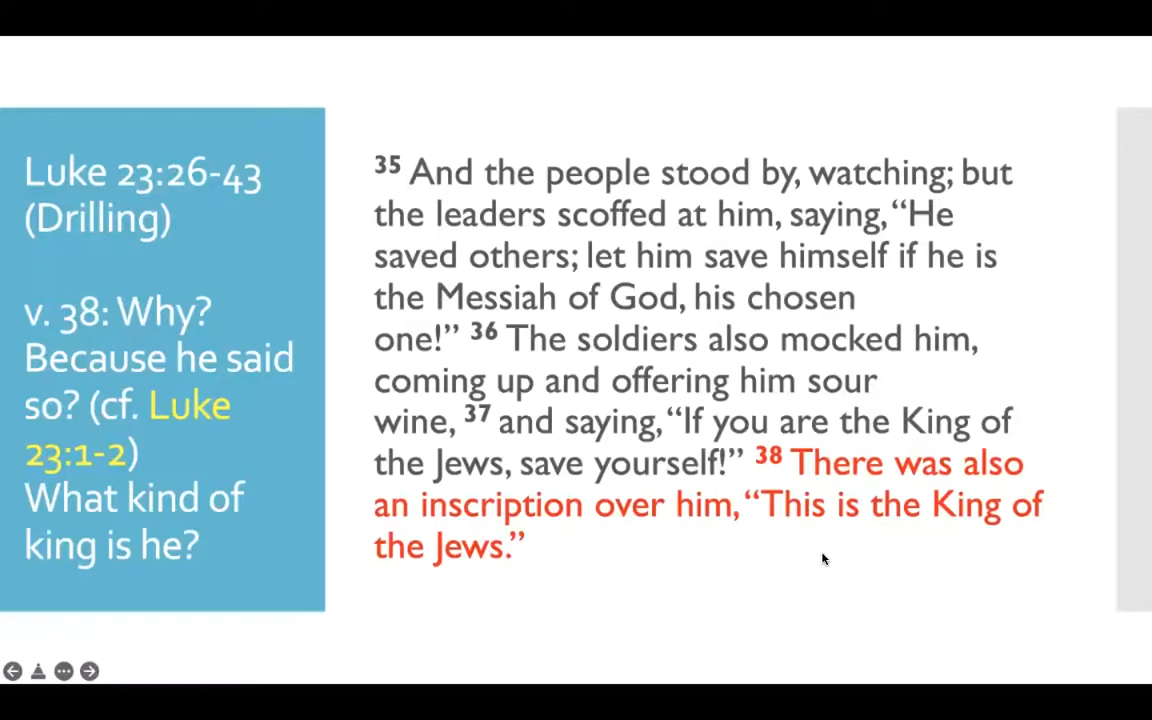 Luke 23:26-43
(Drilling)
v. 38: Why?
Because he said
so? (cf. Luke
23:1-2)
What kind of
king is he?
35 And the people stood by, watching; but
the leaders scoffed at him, saying, “He
saved others; let him save himself if he is
the Messiah of God, his chosen
one!” 36 The soldiers also mocked him,
coming up and offering him sour
wine, 37 and saying, “If you are the King of
the Jews, save yourself!” 38 There was also
an inscription over him, “This is the King of
the Jews.”